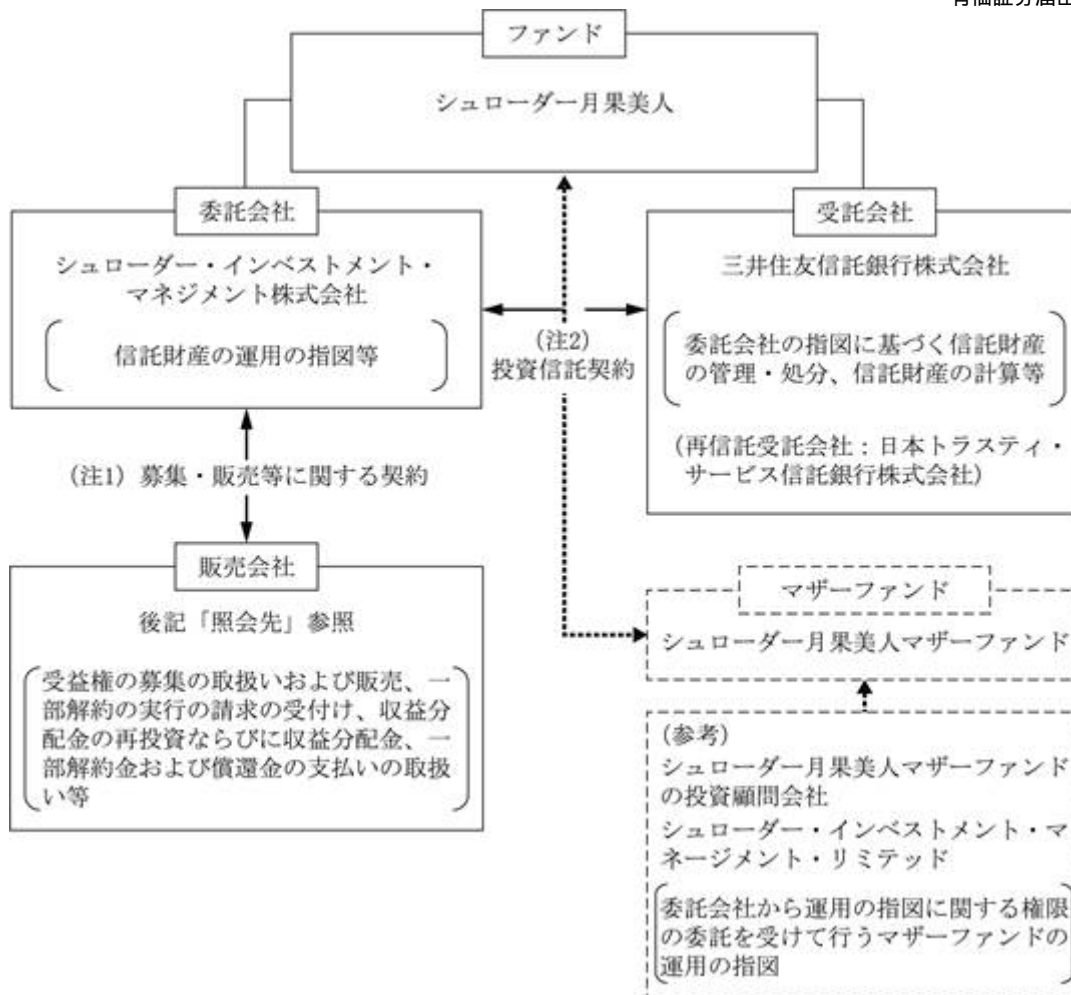 ファンド
シュローダー月果美人
委託会社
シュローダー・インベストメント・
マネジメント株式会社
信託財産の運用の指図等
(注2)
投資信託契約
受託会社
三井住友信託銀行株式会社
委託会社の指図に基づく信託財産
の管理・処分、信託財産の計算等
(再信託受託会社:日本トラスティ・
サービス信託銀行株式会社)
(注1) 募集・販売等に関する契約
販売会社
後記「照会先」参照
受益権の募集の取扱いおよび販売、一
部解約の実行の請求の受付け、収益分
配金の再投資ならびに収益分配金、一
部解約金および償還金の支払いの取扱
い等
マザーファンド
シュローダー月果美人マザーファンド
(参考)
シュローダー月果美人マザーファンド
の投資顧問会社
シュローダー・インベストメント・マ
ネージメント・リミテッド
委託会社から運用の指図に関する権限
の委託を受けて行うマザーファンドの
運用の指図